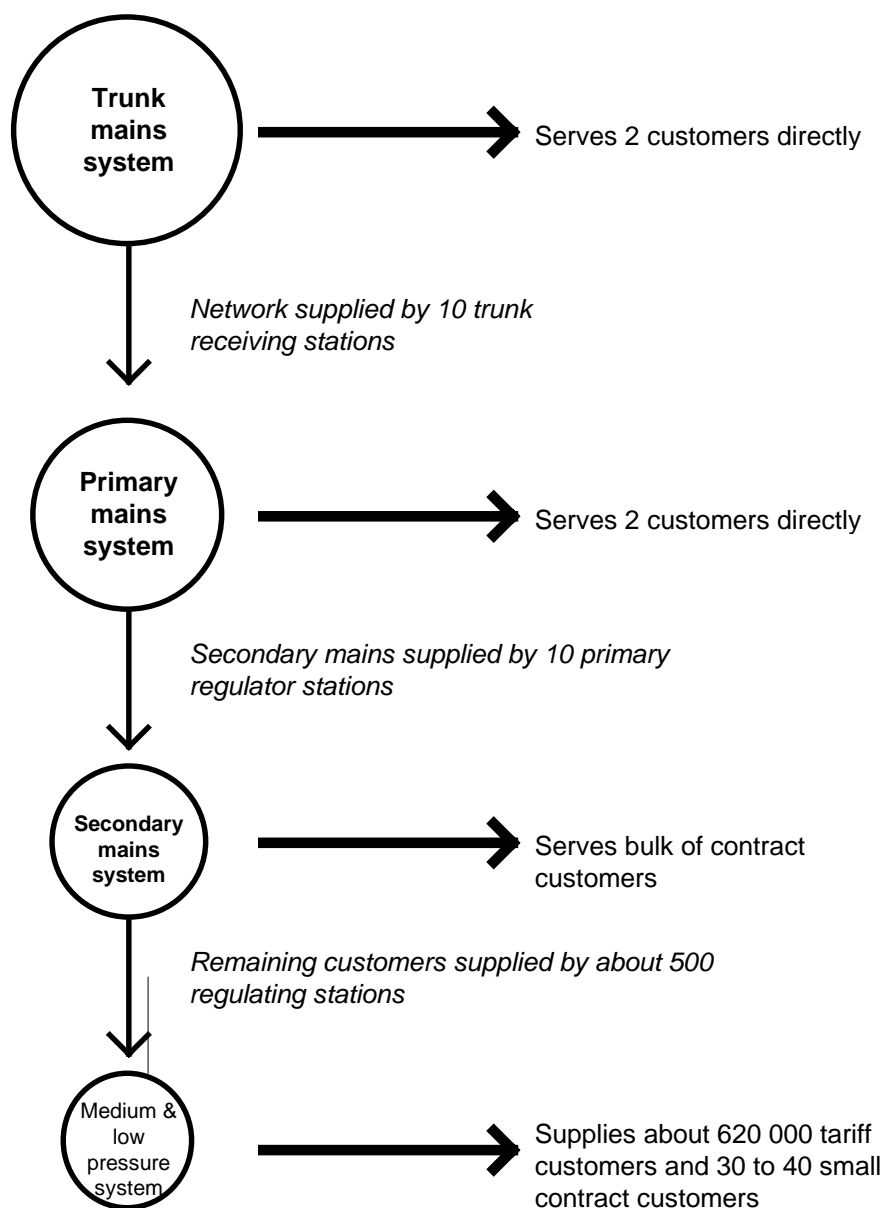 Trunk
mains
system
Serves 2 customers directly
Network supplied by 10 trunk
receiving stations
Primary
mains
system
Serves 2 customers directly
Secondary mains supplied by 10 primary
regulator stations
Secondary
mains
system
Serves bulk of contract
customers
Remaining customers supplied by about 500
regulating stations
Medium &
low
pressure
system
Supplies about 620 000 tariff
customers and 30 to 40 small
contract customers